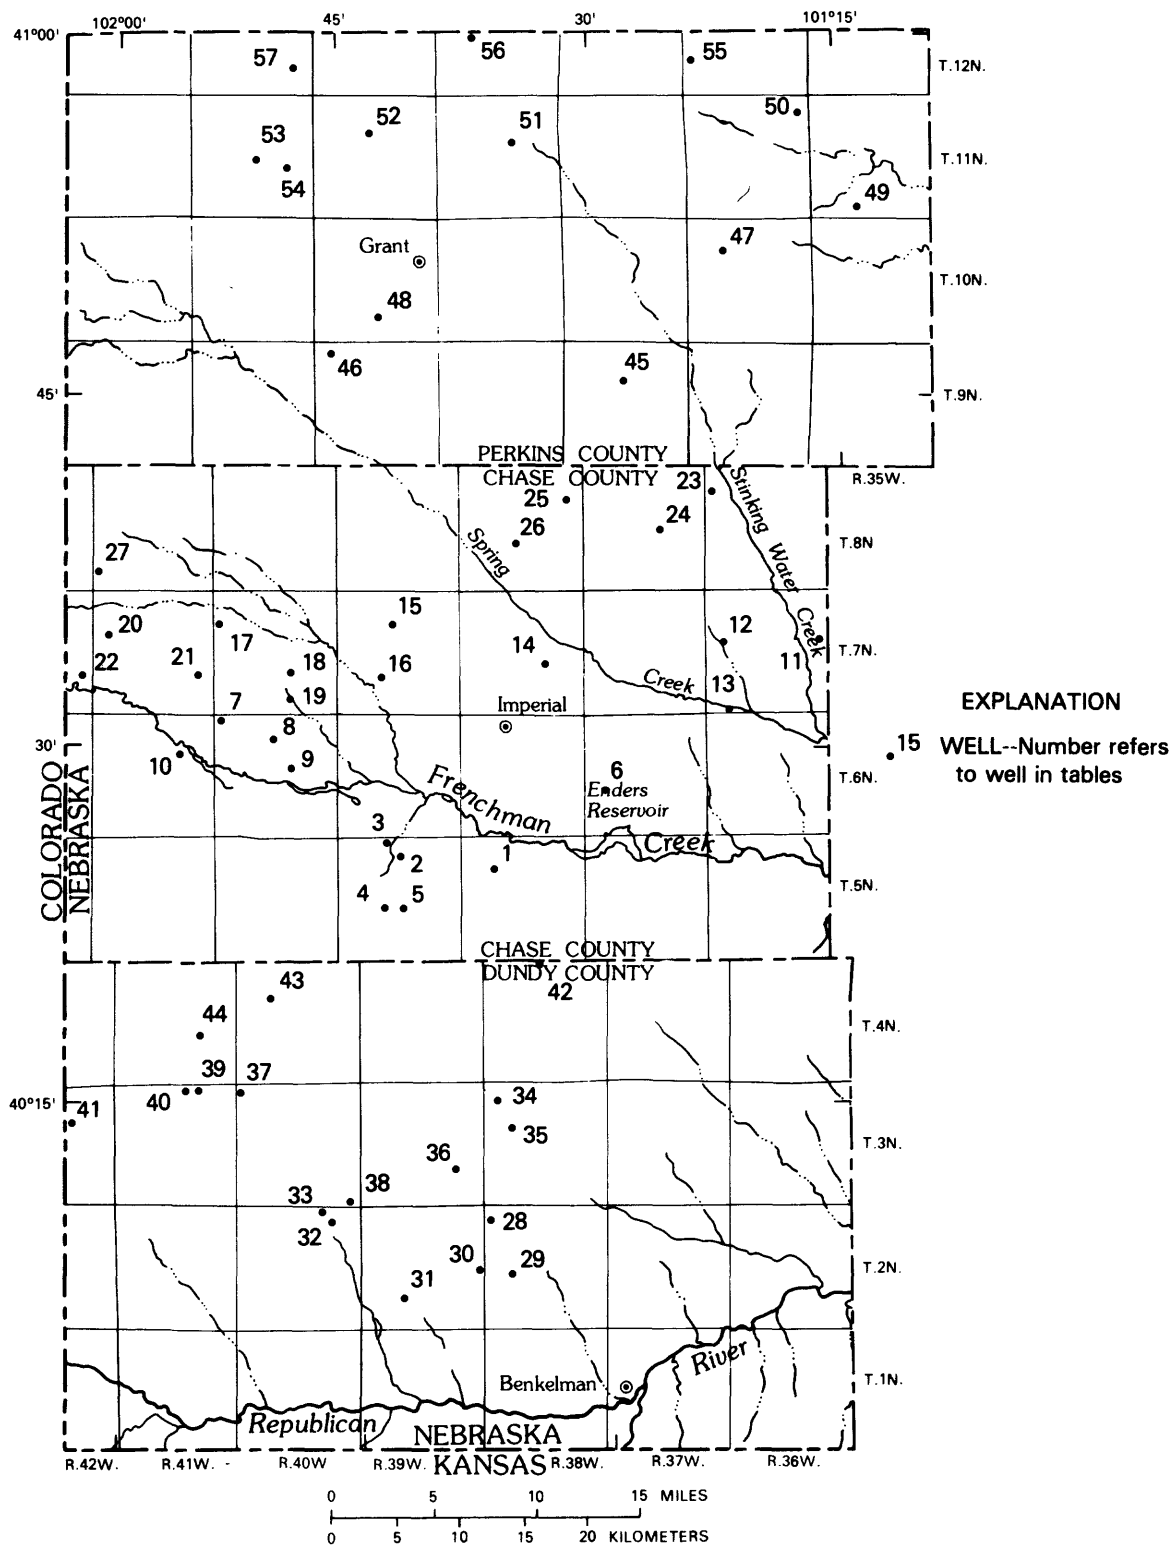 102°00'
45'
30'
101°15'
41°00'
57
56
55
T.12N.
50
52
51
53
54
T.11N.
49
47
Grant
T.10N.
48
46
45
45'
T.9N.
PERKINS COUNTY
CHASE COUNTY
R.35W.
23
25
24
26
Spring
Stinking Water Creek
T.8N
27
15
20
17
12
14
11
T.7N.
22
21
18
16
Creek
13
19
7
Imperial
EXPLANATION
8
30'
10
9
15 WELL--Number refers
to well in tables
6
T.6N.
Frenchman
Enders
Reservoir
COLORADO
NEBRASKA
3
Creek
2
1
4
5
T.5N.
CHASE COUNTY
DUNDY COUNTY
43
42
44
T.4N.
39
37
40°15'
40
41
34
35
T.3N.
36
33
38
32
28
30
29
T.2N.
31
River
Benkelman
T.1N.
Republican
NEBRASKA
KANSAS
R.42W.
R.41W.
R.40W
R.39W.
R.38W.
R.37W.
R.36W.
0 5 10 15 MILES
0 5 10 15 20 KILOMETERS